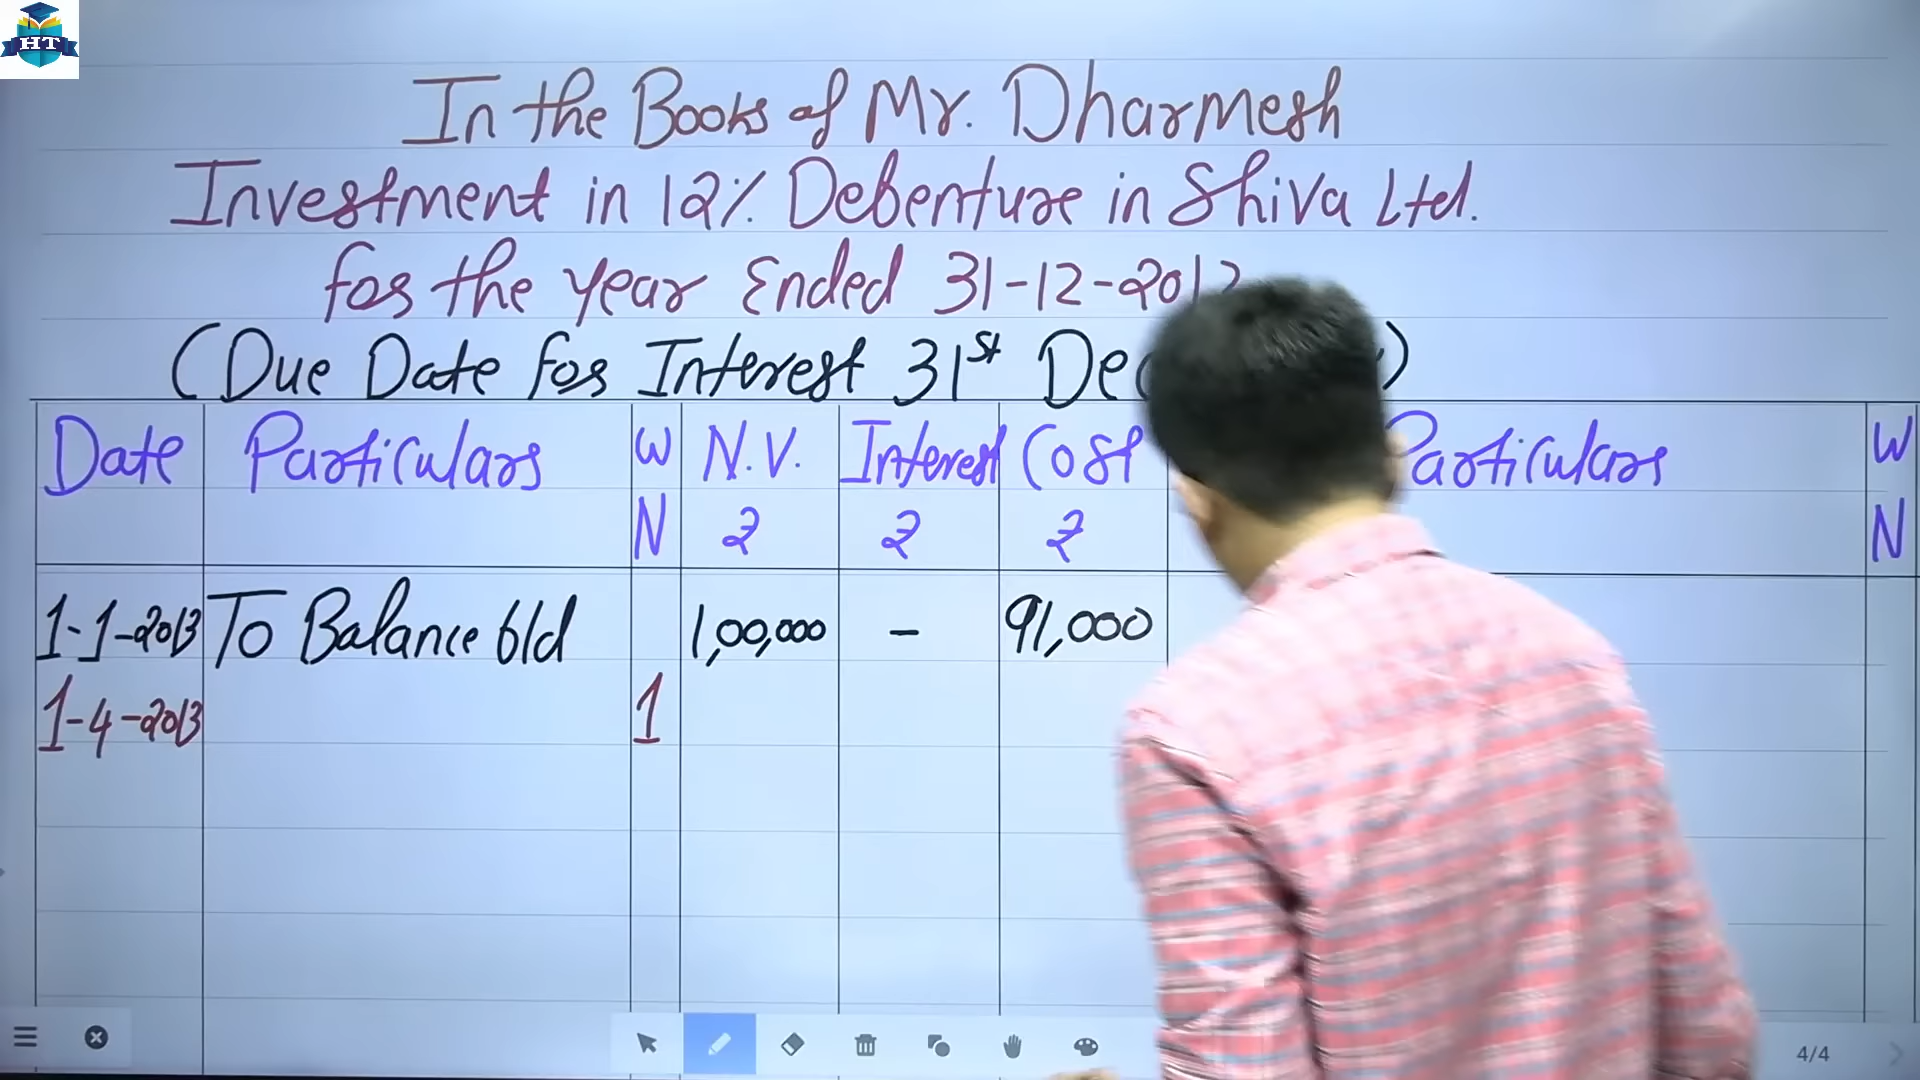 HT
In the Books of Mr. Dharmesh
Investment in 12% Debenture in Shiva Ltd.
for the year Ended 31-12-2013
(Due Date for Interest 31st )
Date Particulars W N.V. Interest Cost Particulars W
N ₹ ₹ ₹ N
1-1-2013 To Balance b/d 1,00,000 - 91,000
1-4-2013 1
4/4